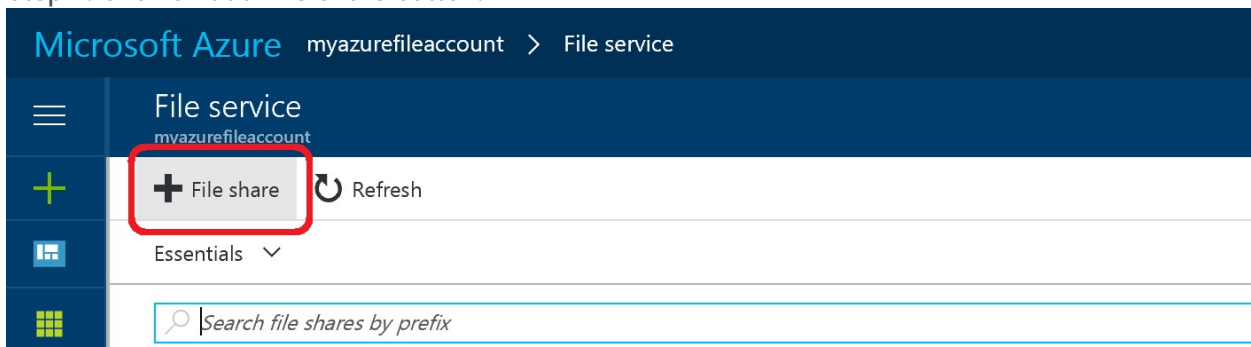 Microsoft Azure myazurefileaccount > File service
File service
myazurefileaccount
File share Refresh
Essentials
Search file shares by prefix